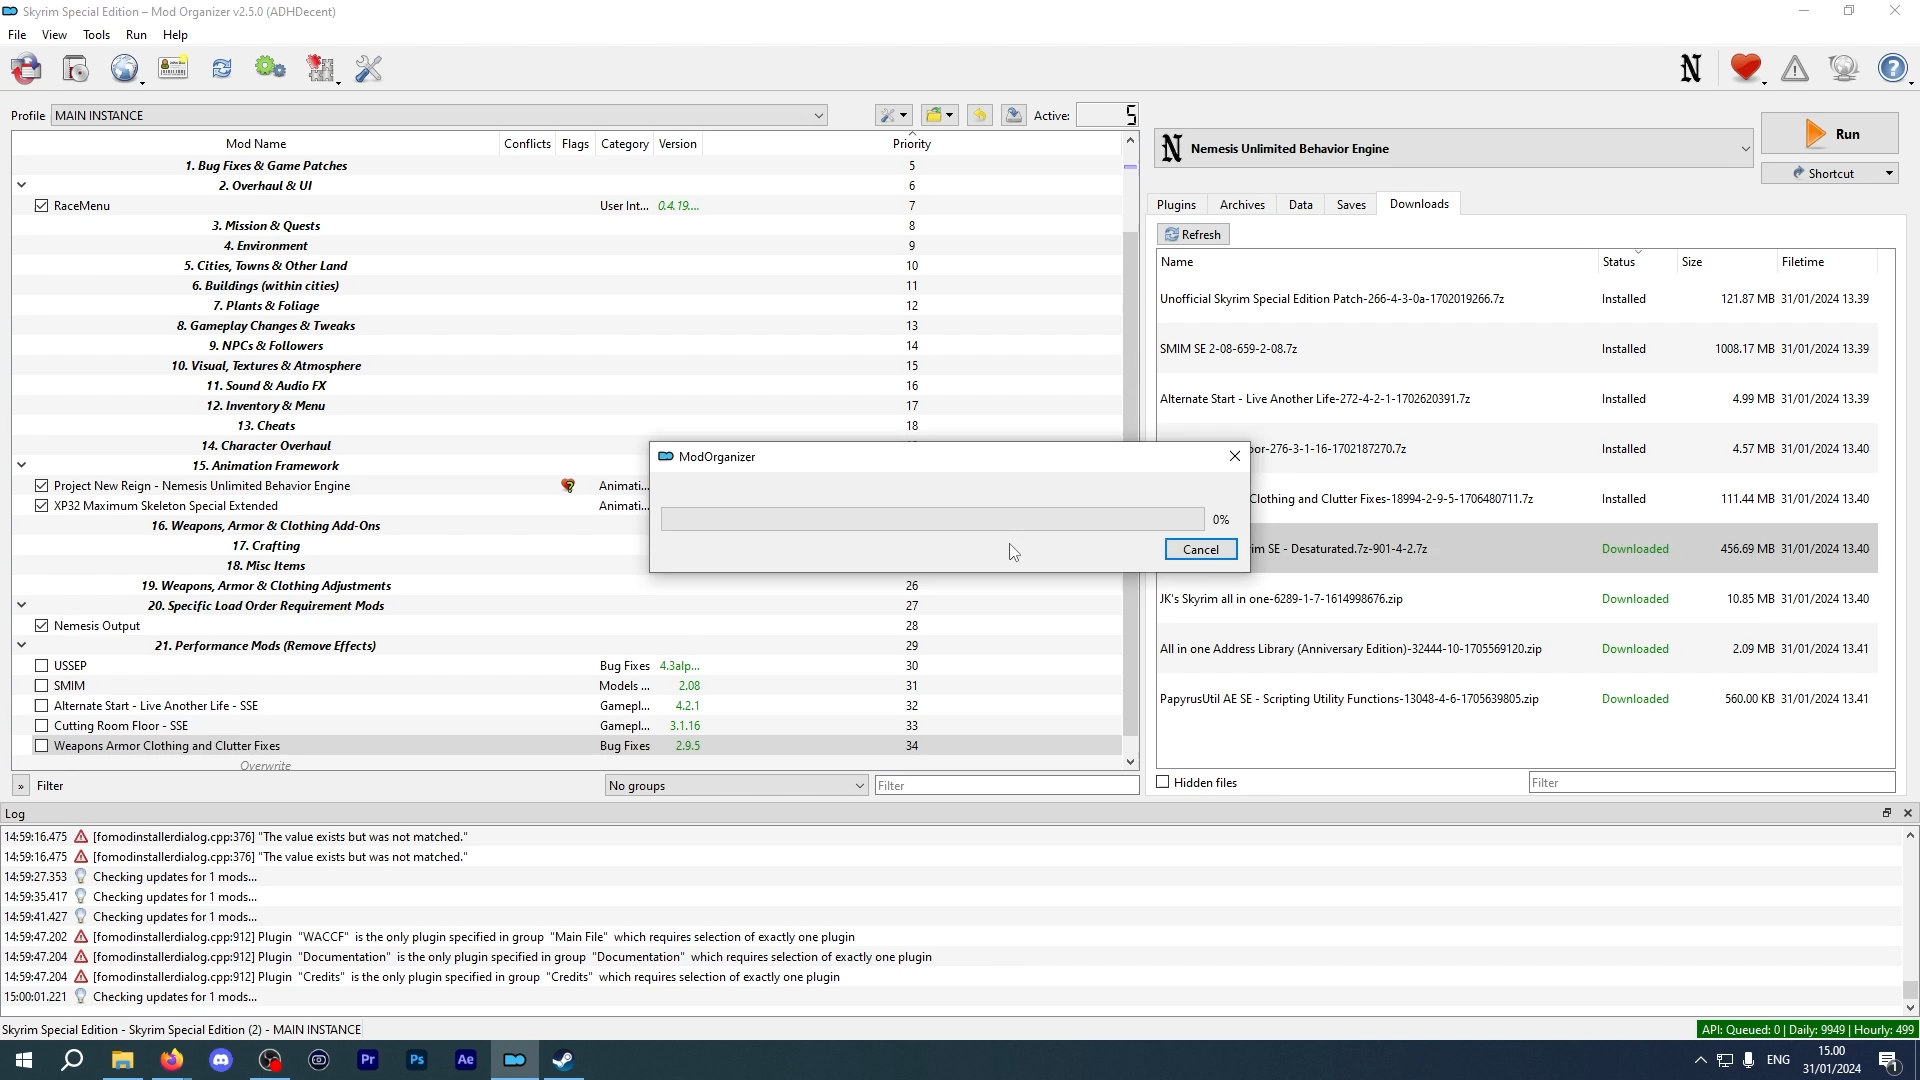 Skyrim Special Edition – Mod Organizer v2.5.0 (ADHDecent)
File View Tools Run Help
Profile MAIN INSTANCE Active: 5
Mod Name Conflicts Flags Category Version Priority
1. Bug Fixes & Game Patches 5
2. Overhaul & UI 6
RaceMenu User Int... 0.4.19.... 7
3. Mission & Quests 8
4. Environment 9
5. Cities, Towns & Other Land 10
6. Buildings (within cities) 11
7. Plants & Foliage 12
8. Gameplay Changes & Tweaks 13
9. NPCs & Followers 14
10. Visual, Textures & Atmosphere 15
11. Sound & Audio FX 16
12. Inventory & Menu 17
13. Cheats 18
14. Character Overhaul
15. Animation Framework
Project New Reign - Nemesis Unlimited Behavior Engine Animati...
XP32 Maximum Skeleton Special Extended Animati...
16. Weapons, Armor & Clothing Add-Ons
17. Crafting
18. Misc Items
19. Weapons, Armor & Clothing Adjustments 26
20. Specific Load Order Requirement Mods 27
Nemesis Output 28
21. Performance Mods (Remove Effects) 29
USSEP Bug Fixes 4.3alp... 30
SMIM Models ... 2.08 31
Alternate Start - Live Another Life - SSE Gamepl... 4.2.1 32
Cutting Room Floor - SSE Gamepl... 3.1.16 33
Weapons Armor Clothing and Clutter Fixes Bug Fixes 2.9.5 34
Overwrite
» Filter No groups Filter
ModOrganizer
0%
Cancel
N
N Nemesis Unlimited Behavior Engine
Run
Shortcut
Plugins Archives Data Saves Downloads
Refresh
Name Status Size Filetime
Unofficial Skyrim Special Edition Patch-266-4-3-0a-1702019266.7z Installed 121.87 MB 31/01/2024 13.39
SMIM SE 2-08-659-2-08.7z Installed 1008.17 MB 31/01/2024 13.39
Alternate Start - Live Another Life-272-4-2-1-1702620391.7z Installed 4.99 MB 31/01/2024 13.39
or-276-3-1-16-1702187270.7z Installed 4.57 MB 31/01/2024 13.40
Clothing and Clutter Fixes-18994-2-9-5-1706480711.7z Installed 111.44 MB 31/01/2024 13.40
im SE - Desaturated.7z-901-4-2.7z Downloaded 456.69 MB 31/01/2024 13.40
JK's Skyrim all in one-6289-1-7-1614998676.zip Downloaded 10.85 MB 31/01/2024 13.40
All in one Address Library (Anniversary Edition)-32444-10-1705569120.zip Downloaded 2.09 MB 31/01/2024 13.41
PapyrusUtil AE SE - Scripting Utility Functions-13048-4-6-1705639805.zip Downloaded 560.00 KB 31/01/2024 13.41
Hidden files Filter
Log
14:59:16.475 [fomodinstallerdialog.cpp:376] "The value exists but was not matched."
14:59:16.475 [fomodinstallerdialog.cpp:376] "The value exists but was not matched."
14:59:27.353 Checking updates for 1 mods...
14:59:35.417 Checking updates for 1 mods...
14:59:41.427 Checking updates for 1 mods...
14:59:47.202 [fomodinstallerdialog.cpp:912] Plugin "WACCF" is the only plugin specified in group "Main File" which requires selection of exactly one plugin
14:59:47.204 [fomodinstallerdialog.cpp:912] Plugin "Documentation" is the only plugin specified in group "Documentation" which requires selection of exactly one plugin
14:59:47.204 [fomodinstallerdialog.cpp:912] Plugin "Credits" is the only plugin specified in group "Credits" which requires selection of exactly one plugin
15:00:01.221 Checking updates for 1 mods...
Skyrim Special Edition - Skyrim Special Edition (2) - MAIN INSTANCE API: Queued: 0 | Daily: 9949 | Hourly: 499
Pr Ps Ae ENG 15.00
31/01/2024 1